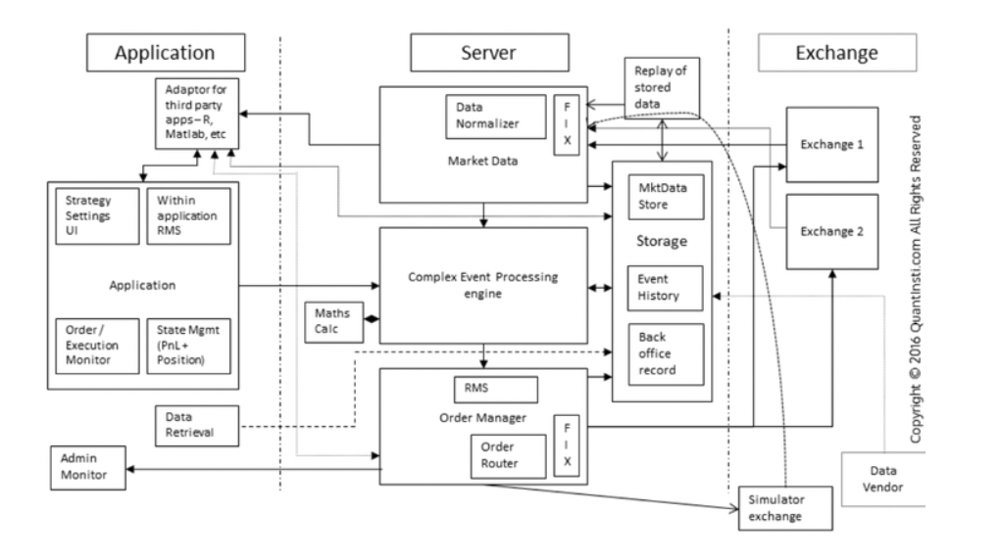 Application
Server
Exchange
Adaptor for
third party
apps – R,
Matlab, etc
Data
Normalizer
F
I
X
Market Data
Replay of
stored
data
Exchange 1
Exchange 2
Strategy
Settings
UI
Within
application
RMS
Application
Order /
Execution
Monitor
State Mgmt
(PnL+
Position)
Complex Event Processing
engine
Maths
Calc
MktData
Store
Storage
Event
History
Back
office
record
RMS
Order Manager
Order
Router
F
I
X
Data
Retrieval
Admin
Monitor
Simulator
exchange
Data
Vendor
Copyright © 2016 QuantInsti.com All Rights Reserved